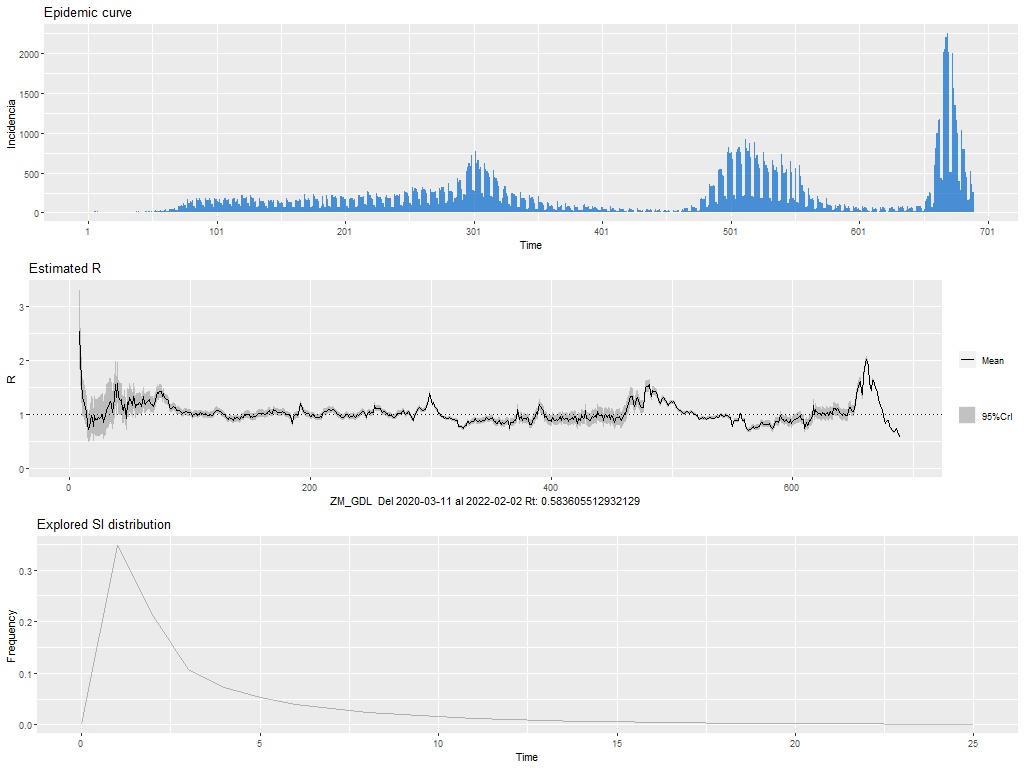 Epidemic curve
Incidencia
2000
1500
1000
500
0
1
101
201
301
401
501
601
701
Time
Estimated R
R
3
2
1
0
0
200
400
600
ZM_GDL Del 2020-03-11 al 2022-02-02 Rt: 0.583605512932129
Mean
95%CrI
Explored SI distribution
Frequency
0.3
0.2
0.1
0.0
0
5
10
15
20
25
Time